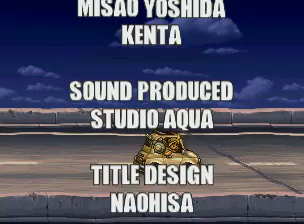 MISAO YOSHIDA
KENTA
SOUND PRODUCED
STUDIO AQUA
TITLE DESIGN
NAOHISA